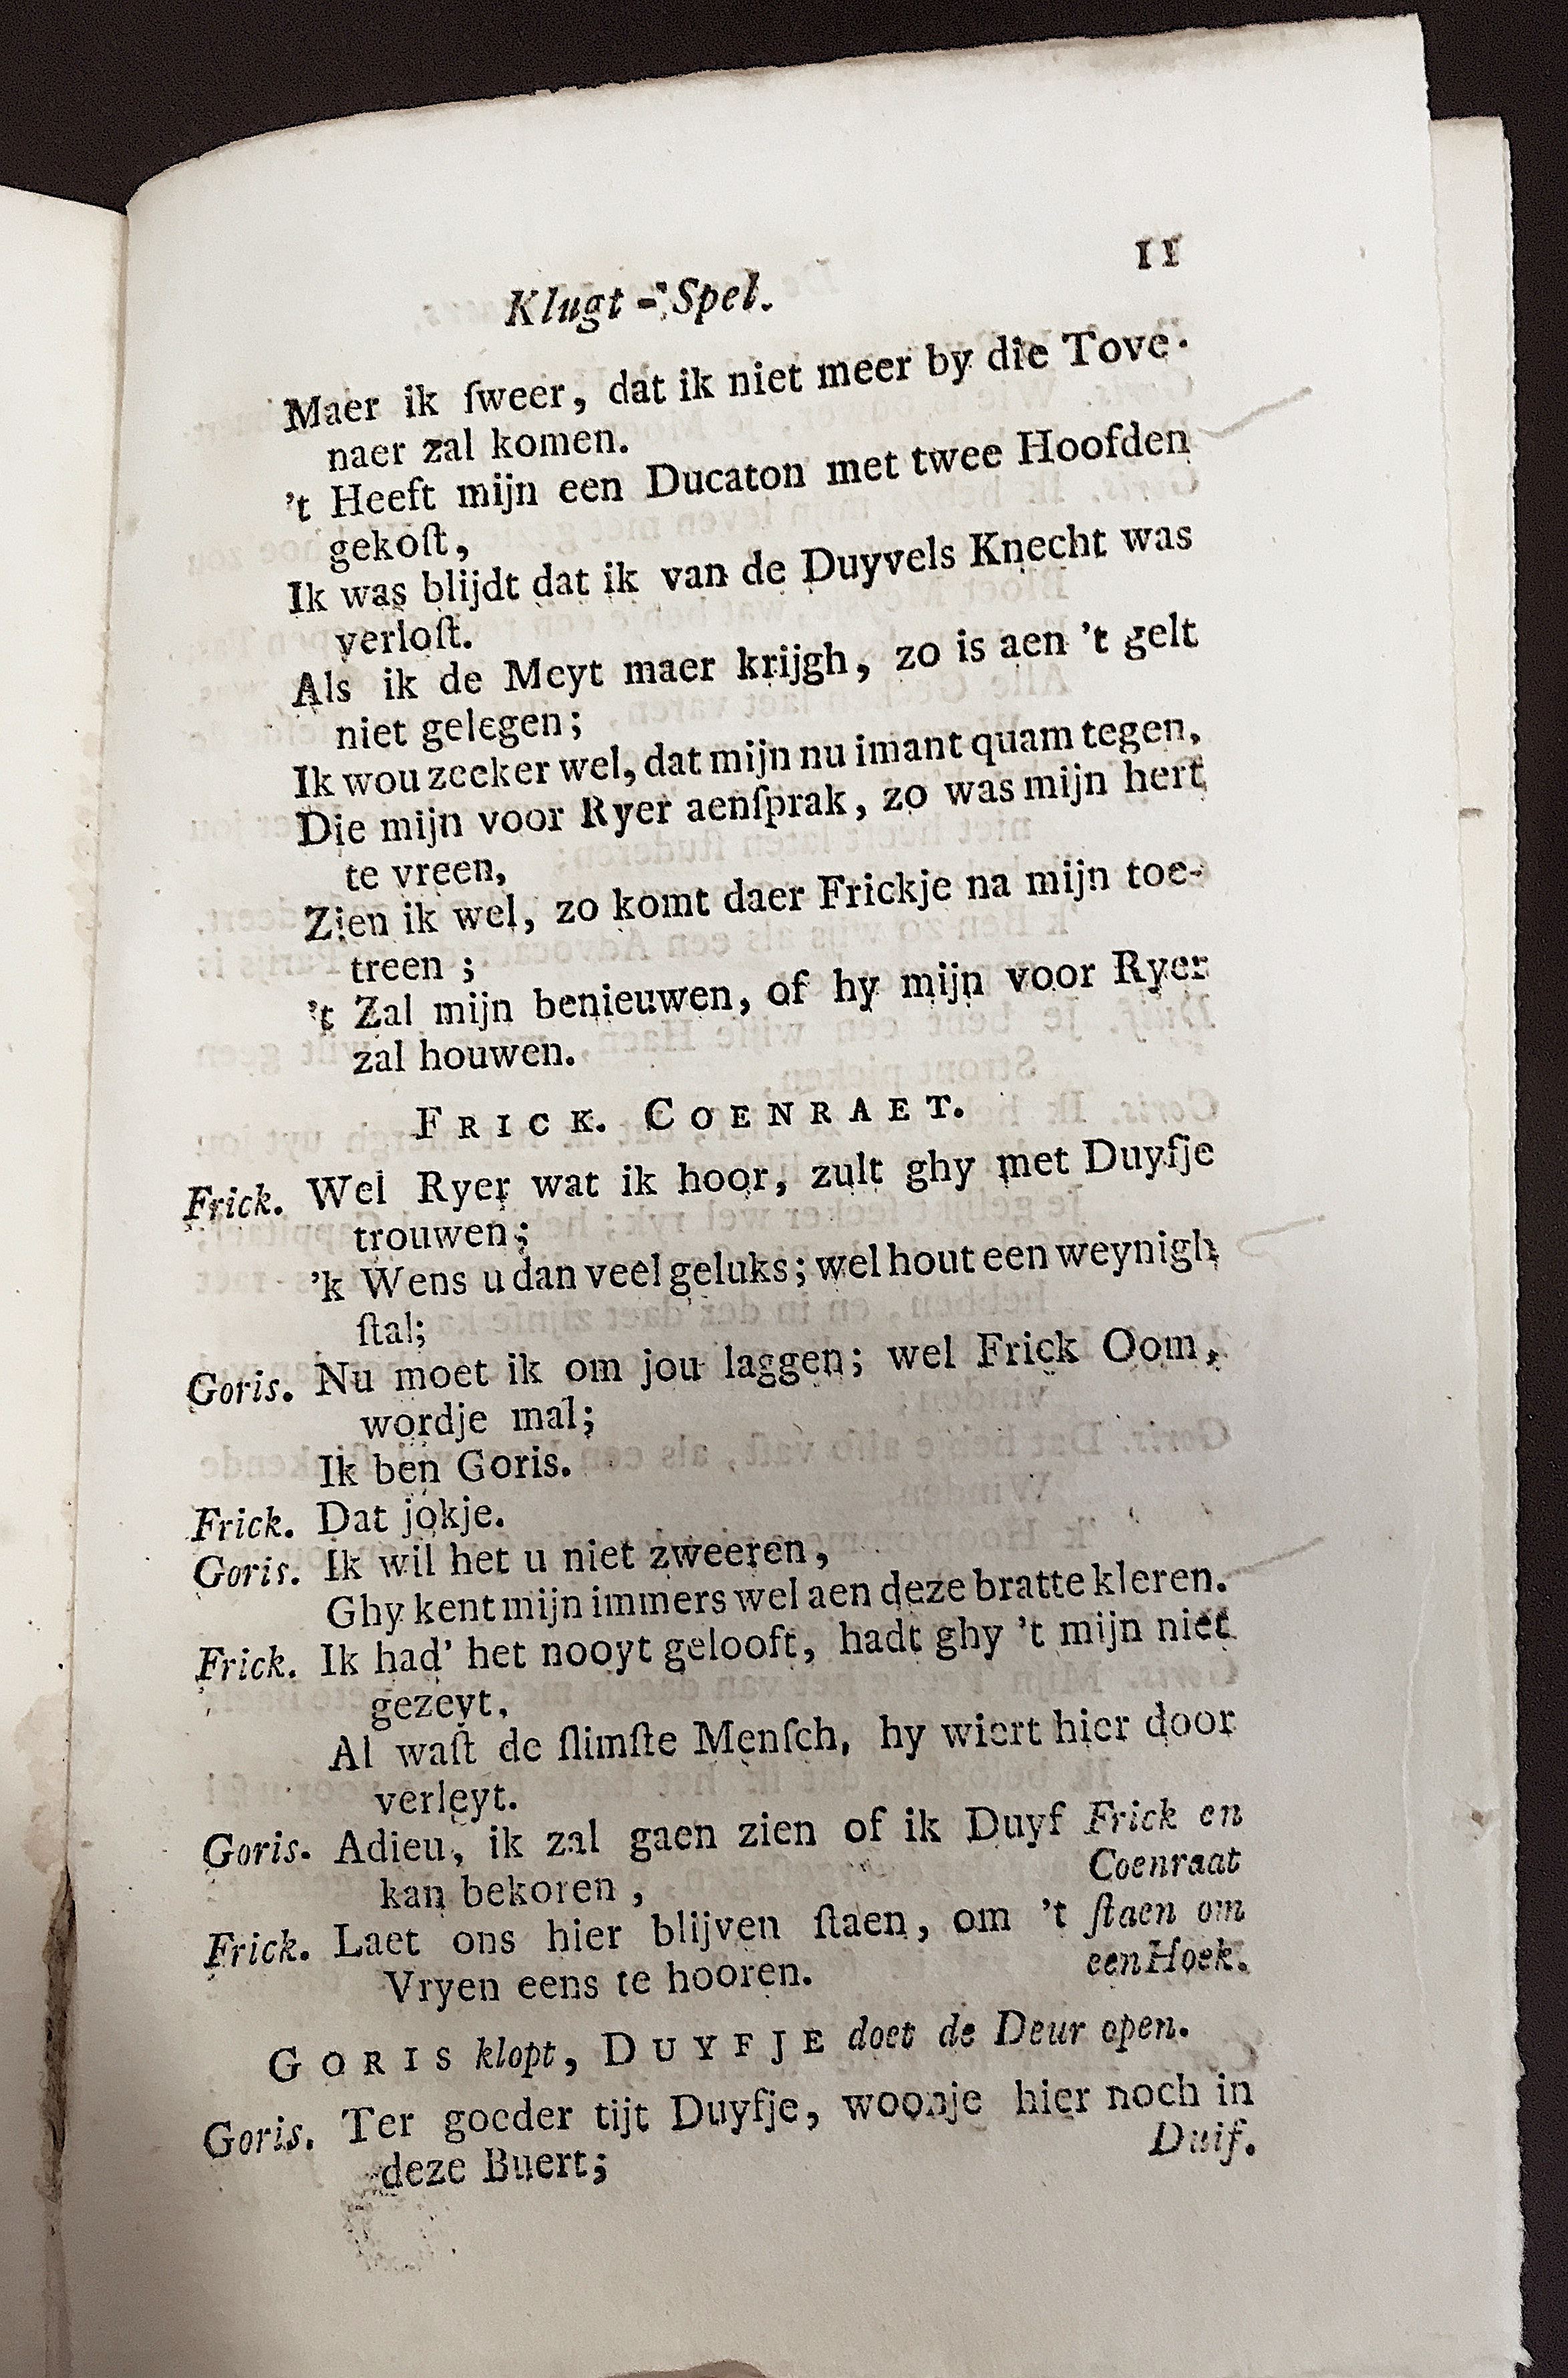 11
Klugt-Spel.
Maer ik ſweer, dat ik niet meer by die Tove-
naer zal komen.
't Heeft mijn een Ducaton met twee Hoofden
gekoſt,
Ik was blijdt dat ik van de Duyvels Knecht was
verloſt.
Als ik de Meyt maer krijgh, zo is aen 't gelt
niet gelegen;
Ik wou zeeker wel, dat mijn nu imant quam tegen,
Die mijn voor Ryer aenſprak, zo was mijn hert
te vreen,
Zien ik wel, zo komt daer Frickje na mijn toe-
treen;
't Zal mijn benieuwen, of hy mijn voor Ryer
zal houwen.
FRICK. COENRAET.
Frick. Wel Ryer wat ik hoor, zult ghy met Duyfje
trouwen;
'k Wens u dan veel geluks; wel hout een weynigh
ſtal;
Goris. Nu moet ik om jou laggen; wel Frick Oom,
wordje mal;
Ik ben Goris.
Frick. Dat jokje.
Goris. Ik wil het u niet zweeren,
Ghy kent mijn immers wel aen deze bratte kleren.
Frick. Ik had' het nooyt gelooft, hadt ghy 't mijn niet
gezeyt,
Al waſt de ſlimſte Menſch, hy wiert hier door
verleyt.
Goris. Adieu, ik zal gaen zien of ik Duyf Frick en
kan bekoren, Coenraat
Frick. Laet ons hier blijven ſtaen, om 't ſtaen om
Vryen eens te hooren. een Hoek.
GORIS klopt, DUYFJE doet de Deur open.
Goris. Ter goeder tijt Duyfje, woonje hier noch in
deze Buert;
Duif.